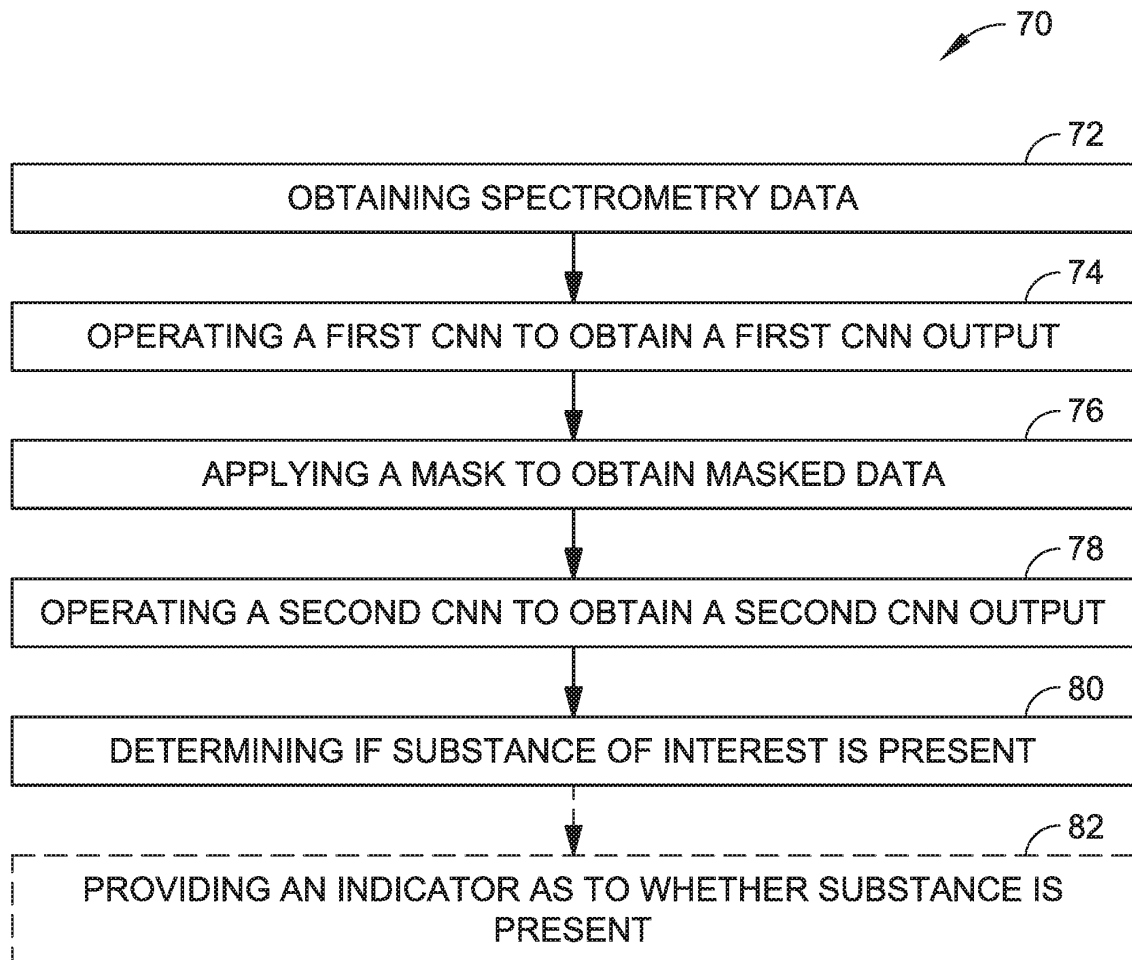 70
72
OBTAINING SPECTROMETRY DATA
74
OPERATING A FIRST CNN TO OBTAIN A FIRST CNN OUTPUT
76
APPLYING A MASK TO OBTAIN MASKED DATA
78
OPERATING A SECOND CNN TO OBTAIN A SECOND CNN OUTPUT
80
DETERMINING IF SUBSTANCE OF INTEREST IS PRESENT
82
PROVIDING AN INDICATOR AS TO WHETHER SUBSTANCE IS
PRESENT